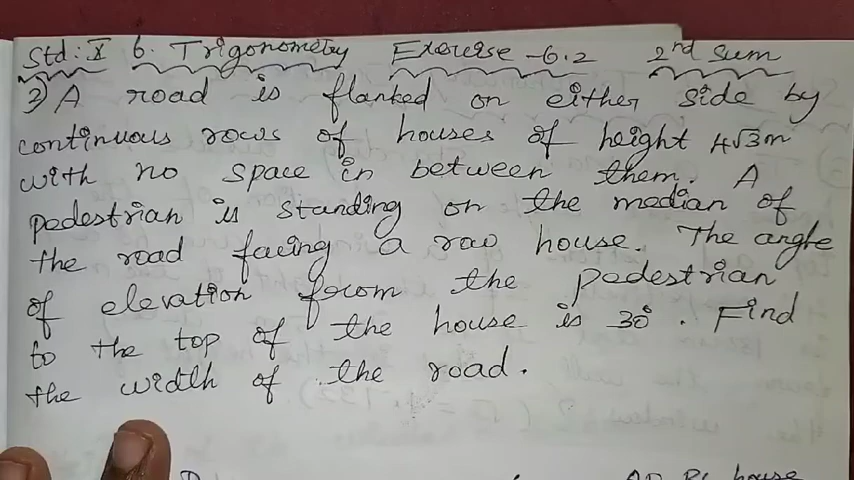 Std: X 6. Trigonometry Exercise -6.2 2nd Sum
2) A road is flanked on either side by
continuous rows of houses of height 4√3m
with no space in between them. A
pedestrian is standing on the median of
the road facing a row house. The angle
of elevation from the pedestrian
to the top of the house is 30°. Find
the width of the road.
house